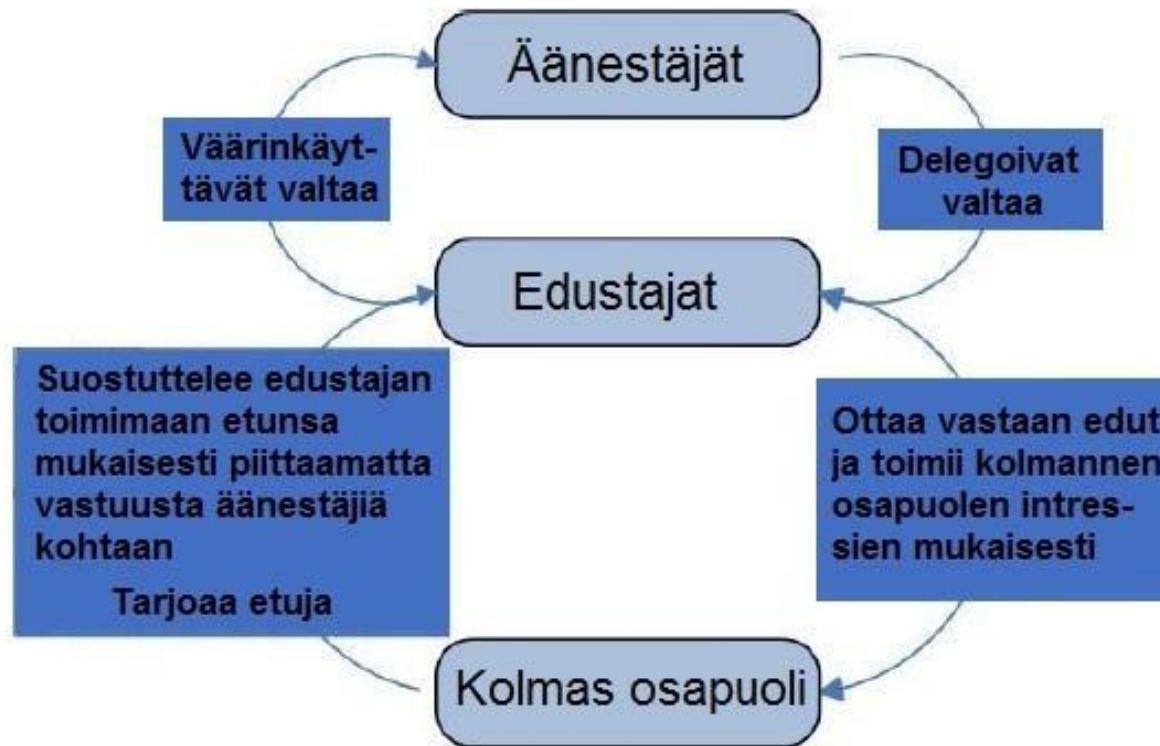 Äänestäjät
Väärinkäyt-
tävät valtaa
Delegoivat
valtaa
Edustajat
Suostuttelee edustajan
toimimaan etunsa
mukaisesti piittaamatta
vastuusta äänestäjiä
kohtaan
Tarjoaa etuja
Ottaa vastaan edut
ja toimii kolmannen
osapuolen intres-
sien mukaisesti
Kolmas osapuoli